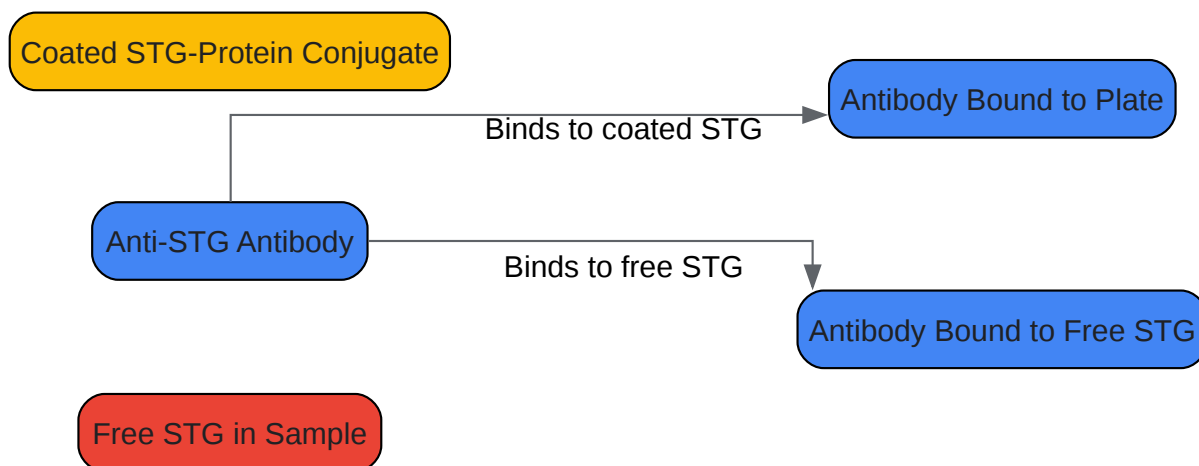 Coated STG-Protein Conjugate
Antibody Bound to Plate
Binds to coated STG
Anti-STG Antibody
Binds to free STG
Antibody Bound to Free STG
Free STG in Sample